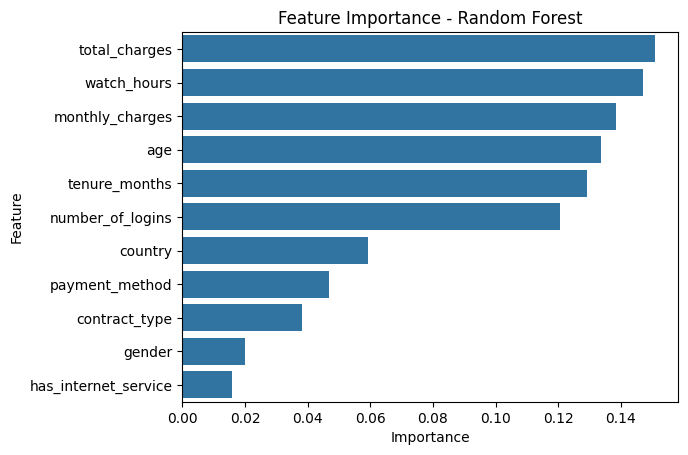 Feature Importance - Random Forest
total_charges
watch_hours
monthly_charges
age
tenure_months
number_of_logins
country
payment_method
contract_type
gender
has_internet_service
Feature
0.00 0.02 0.04 0.06 0.08 0.10 0.12 0.14
Importance